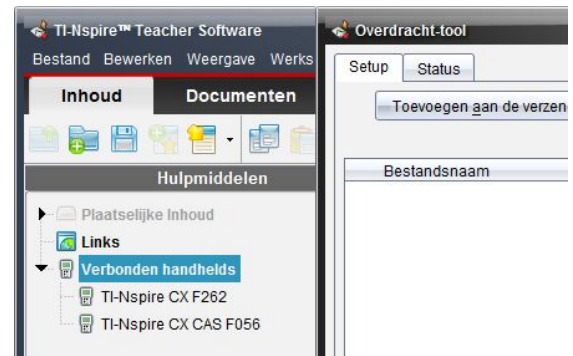 TI-Nspire™ Teacher Software
Bestand Bewerken Weergave Werks
Inhoud Documenten
Hulpmiddelen
Plaatselijke Inhoud
Links
Verbonden handhelds
TI-Nspire CX F262
TI-Nspire CX CAS F056
Overdracht-tool
Setup Status
Toevoegen aan de verzen
Bestandsnaam